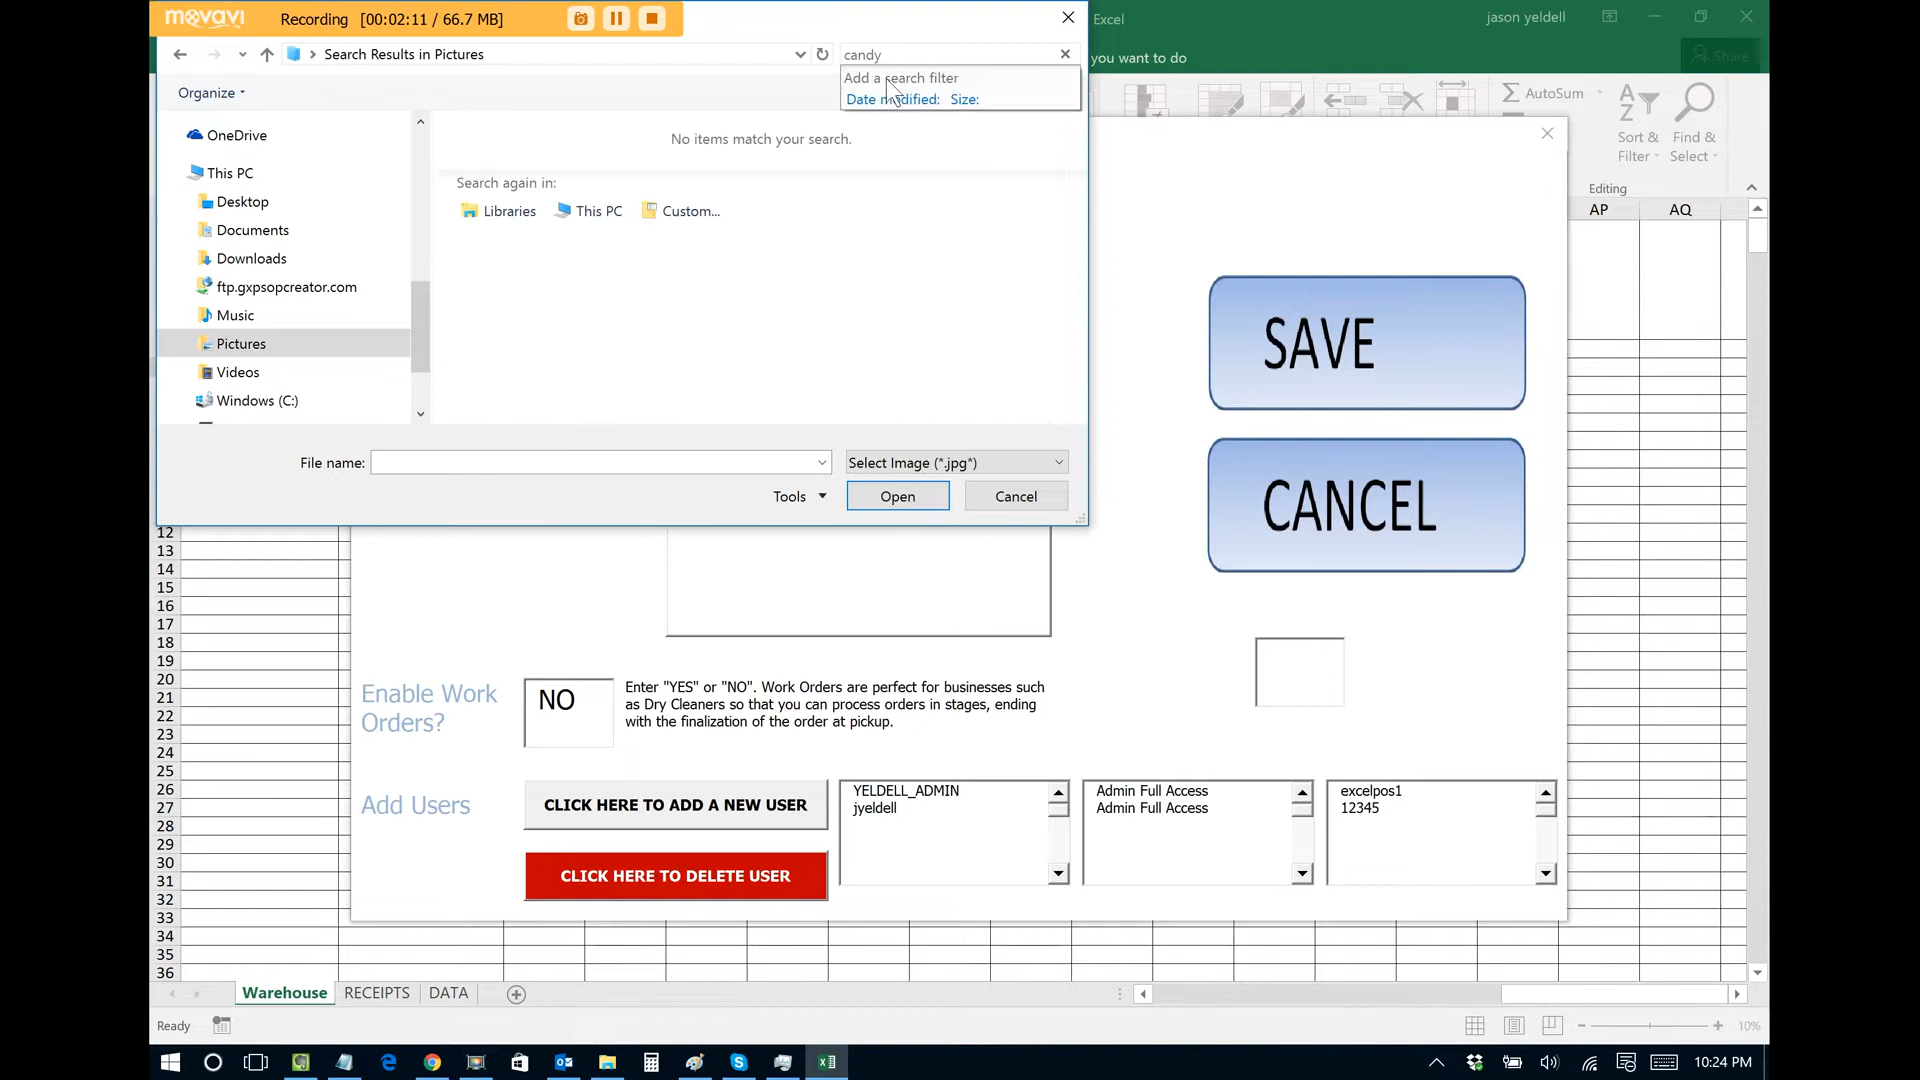 movavi Recording [00:02:11 / 66.7 MB]
Excel
jason yeldell
Search Results in Pictures
candy
you want to do
Share
Add a search filter
Date modified: Size:
Organize
AutoSum
Sort & Filter
Find & Select
Editing
OneDrive
This PC
Desktop
Documents
Downloads
ftp.gxpsopcreator.com
Music
Pictures
Videos
Windows (C:)
No items match your search.
Search again in:
Libraries This PC Custom...
File name:
Select Image (*.jpg*)
Tools Open Cancel
AP AQ
SAVE
CANCEL
12
13
14
15
16
17
18
19
20
21
22
23
24
25
26
27
28
29
30
31
32
33
34
35
36
Enable Work
Orders?
NO
Enter "YES" or "NO". Work Orders are perfect for businesses such
as Dry Cleaners so that you can process orders in stages, ending
with the finalization of the order at pickup.
Add Users
CLICK HERE TO ADD A NEW USER
CLICK HERE TO DELETE USER
YELDELL_ADMIN
jyeldell
Admin Full Access
Admin Full Access
excelpos1
12345
Warehouse RECEIPTS DATA
Ready
10%
10:24 PM